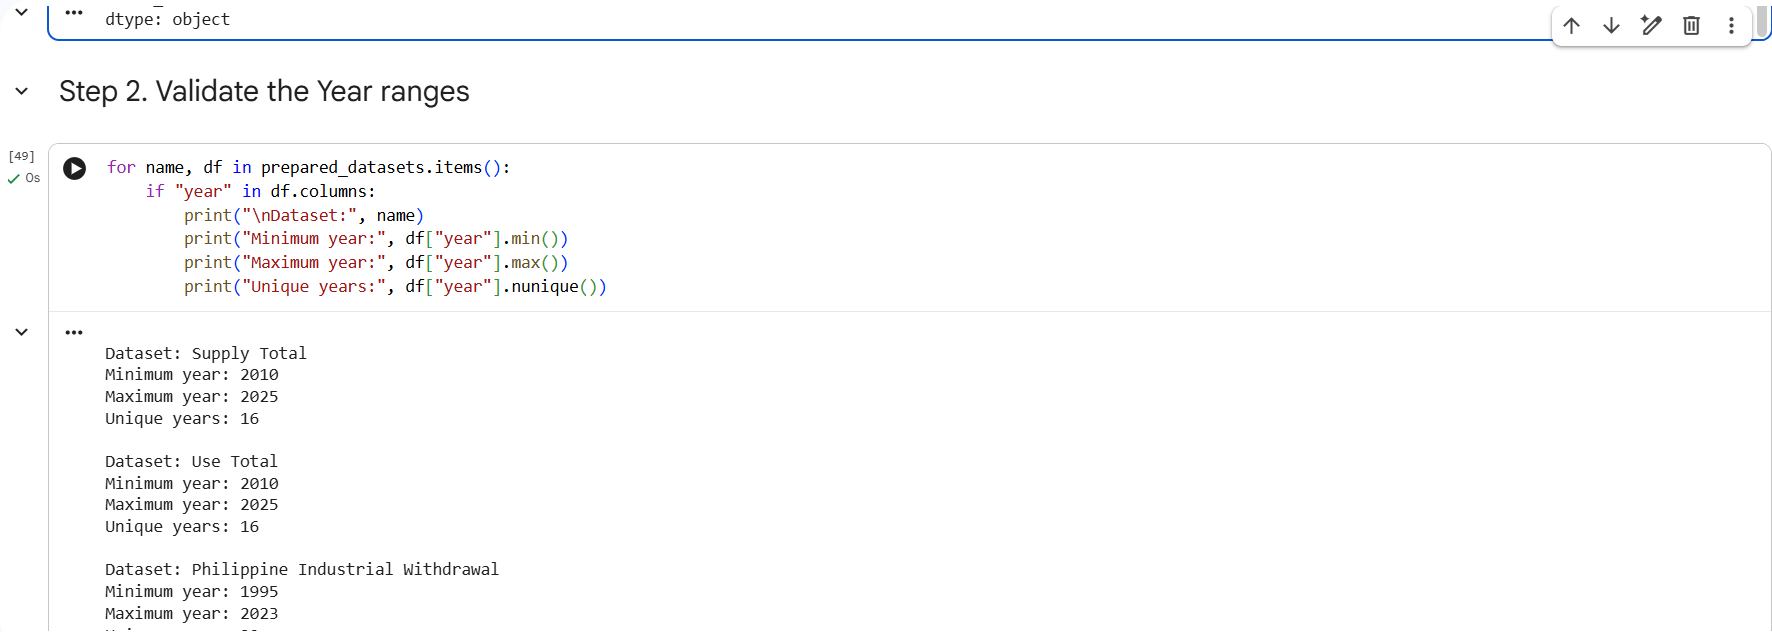 dtype: object
Step 2. Validate the Year ranges
[49]
0s
for name, df in prepared_datasets.items():
    if "year" in df.columns:
        print("\nDataset:", name)
        print("Minimum year:", df["year"].min())
        print("Maximum year:", df["year"].max())
        print("Unique years:", df["year"].nunique())
Dataset: Supply Total
Minimum year: 2010
Maximum year: 2025
Unique years: 16
Dataset: Use Total
Minimum year: 2010
Maximum year: 2025
Unique years: 16
Dataset: Philippine Industrial Withdrawal
Minimum year: 1995
Maximum year: 2023